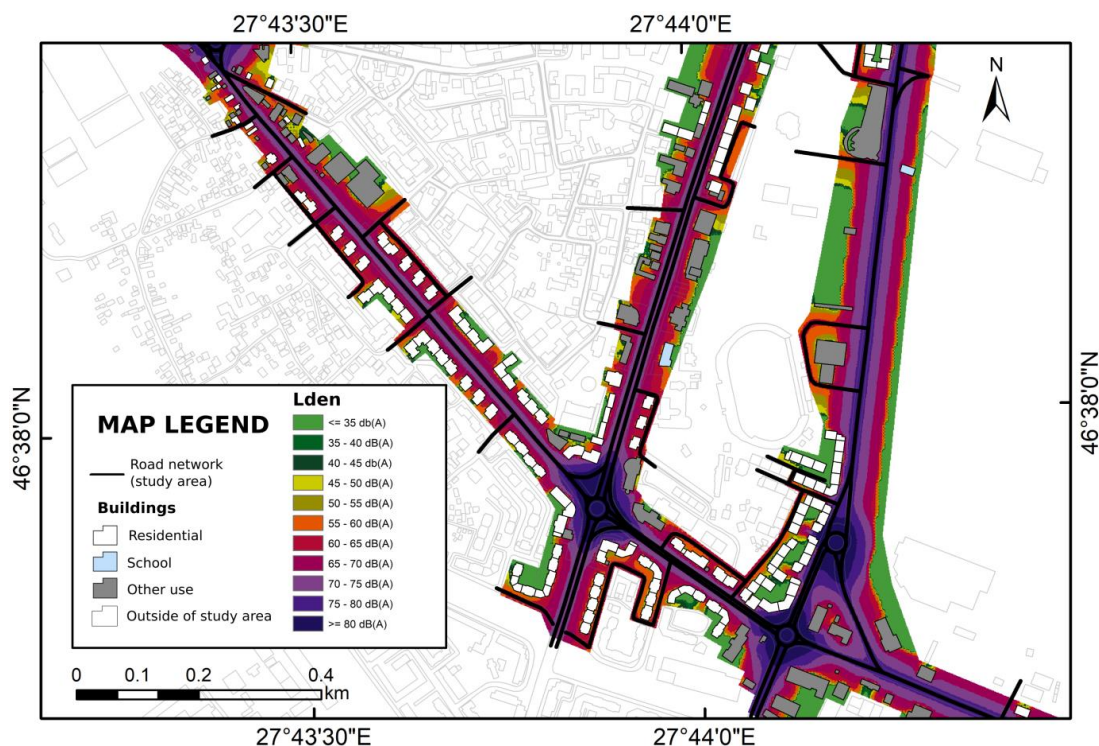 27°43'30"E
27°44'0"E
N
46°38'0"N
46°38'0"N
MAP LEGEND
Road network
(study area)
Buildings
Residential
School
Other use
Outside of study area
Lden
<= 35 db(A)
35 - 40 dB(A)
40 - 45 db(A)
45 - 50 dB(A)
50 - 55 dB(A)
55 - 60 dB(A)
60 - 65 dB(A)
65 - 70 dB(A)
70 - 75 dB(A)
75 - 80 dB(A)
>= 80 dB(A)
0 0.1 0.2 0.4
km
27°43'30"E
27°44'0"E